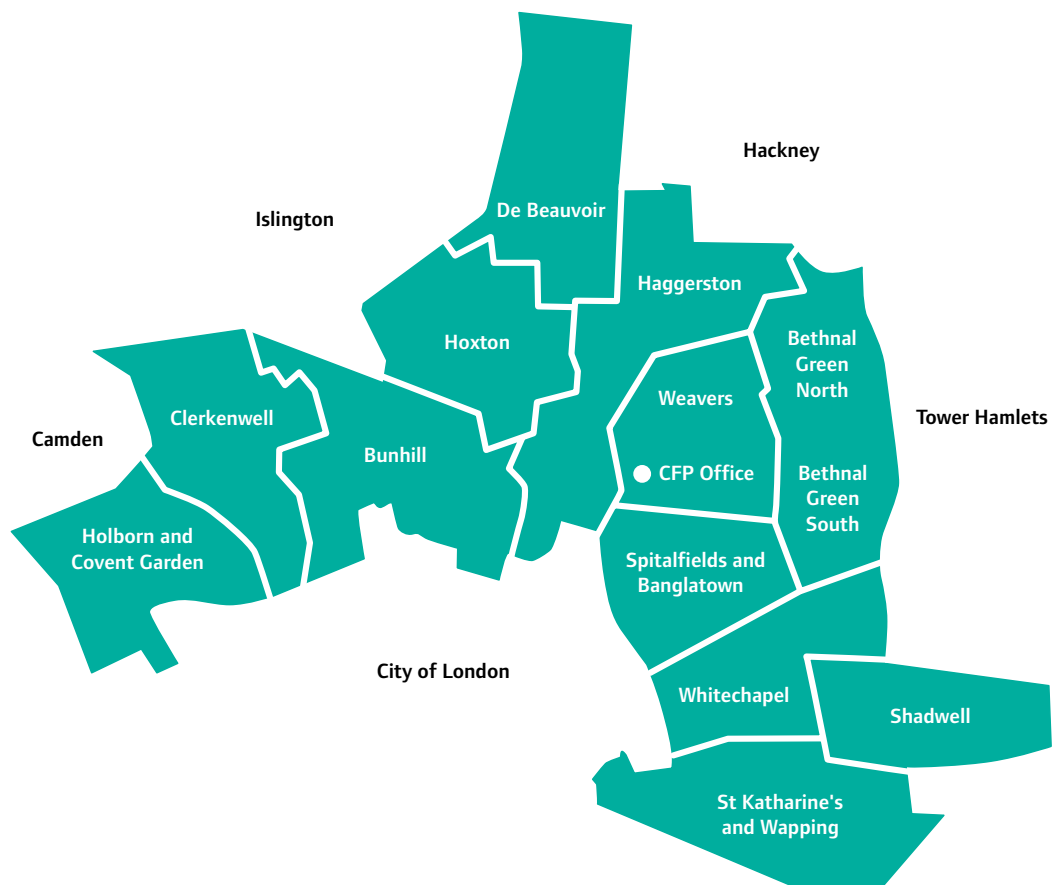 Hackney
De Beauvoir
Islington
Haggerston
Hoxton
Bethnal
Green
North
Weavers
Clerkenwell
Tower Hamlets
Camden
Bunhill
CFP Office
Bethnal
Green
South
Holborn and
Covent Garden
Spitalfields and
Banglatown
City of London
Whitechapel
Shadwell
St Katharine's
and Wapping